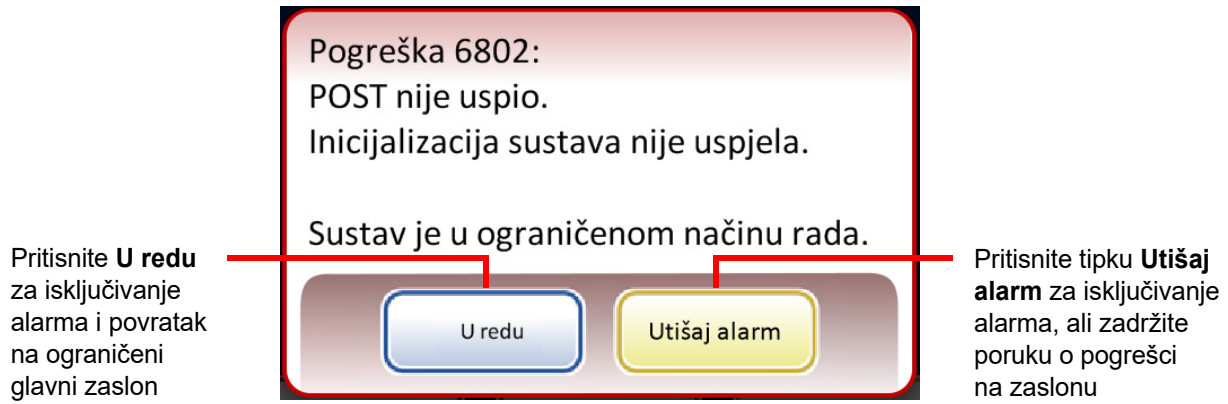 Pogreška 6802:
POST nije uspio.
Inicijalizacija sustava nije uspjela.
Sustav je u ograničenom načinu rada.
Pritisnite U redu
za isključivanje
alarma i povratak
na ograničeni
glavni zaslon
U redu
Utišaj alarm
Pritisnite tipku Utišaj
alarm za isključivanje
alarma, ali zadržite
poruku o pogrešci
na zaslonu